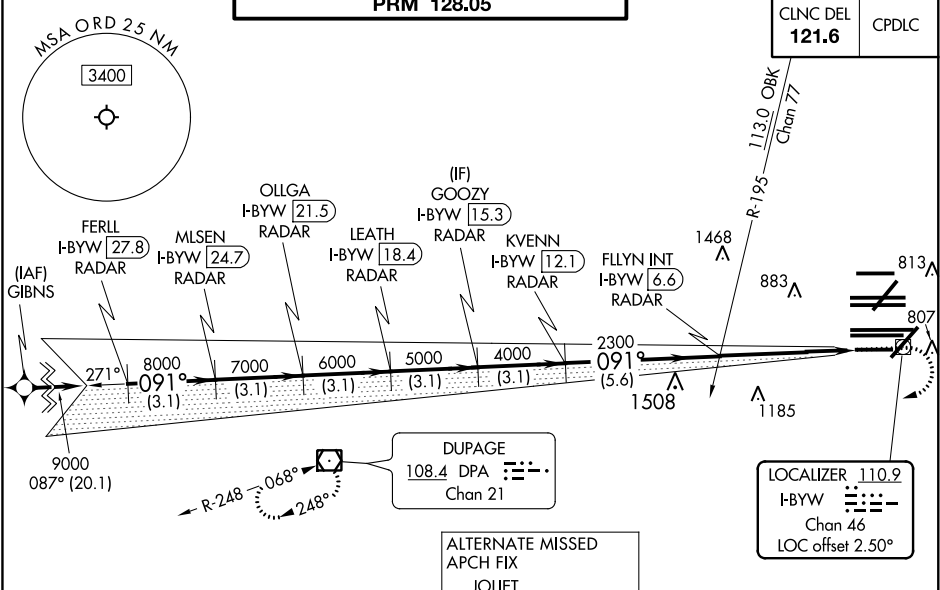 PRM 128.05
CLNC DEL
121.6
CPDLC
MSA ORD 25 NM
3400
113.0 OBK
Chan 77
R-195
(IAF)
GIBNS
FERLL
I-BYW 27.8
RADAR
MLSEN
I-BYW 24.7
RADAR
OLLGA
I-BYW 21.5
RADAR
LEATH
I-BYW 18.4
RADAR
(IF)
GOOZY
I-BYW 15.3
RADAR
KVENN
I-BYW 12.1
RADAR
FLLYN INT
I-BYW 6.6
RADAR
1468
883
813
807
271°
8000
091°
(3.1)
7000
(3.1)
6000
(3.1)
5000
(3.1)
4000
(3.1)
2300
091°
(5.6)
1508
1185
9000
087° (20.1)
R-248
068°
248°
DUPAGE
108.4 DPA
Chan 21
LOCALIZER 110.9
I-BYW
Chan 46
LOC offset 2.50°
ALTERNATE MISSED
APCH FIX
JOLIET